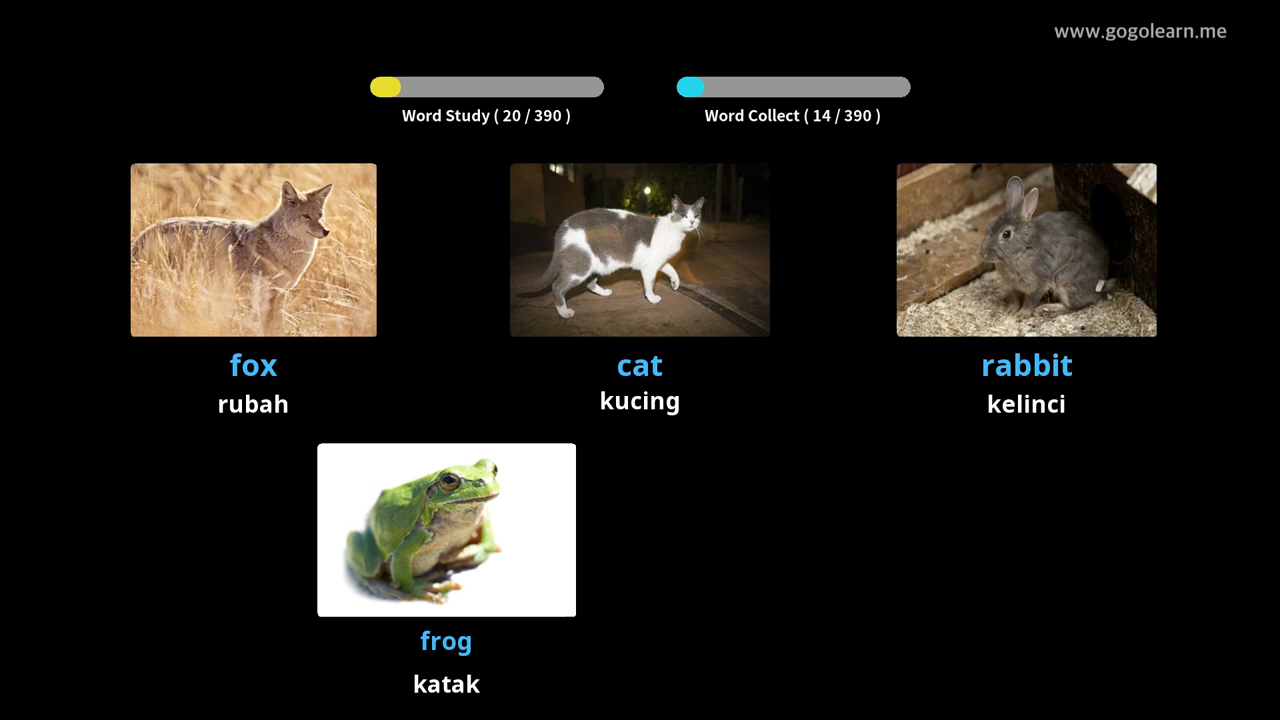 www.gogolearn.me
Word Study ( 20 / 390 )
Word Collect ( 14 / 390 )
fox
rubah
cat
kucing
rabbit
kelinci
frog
katak